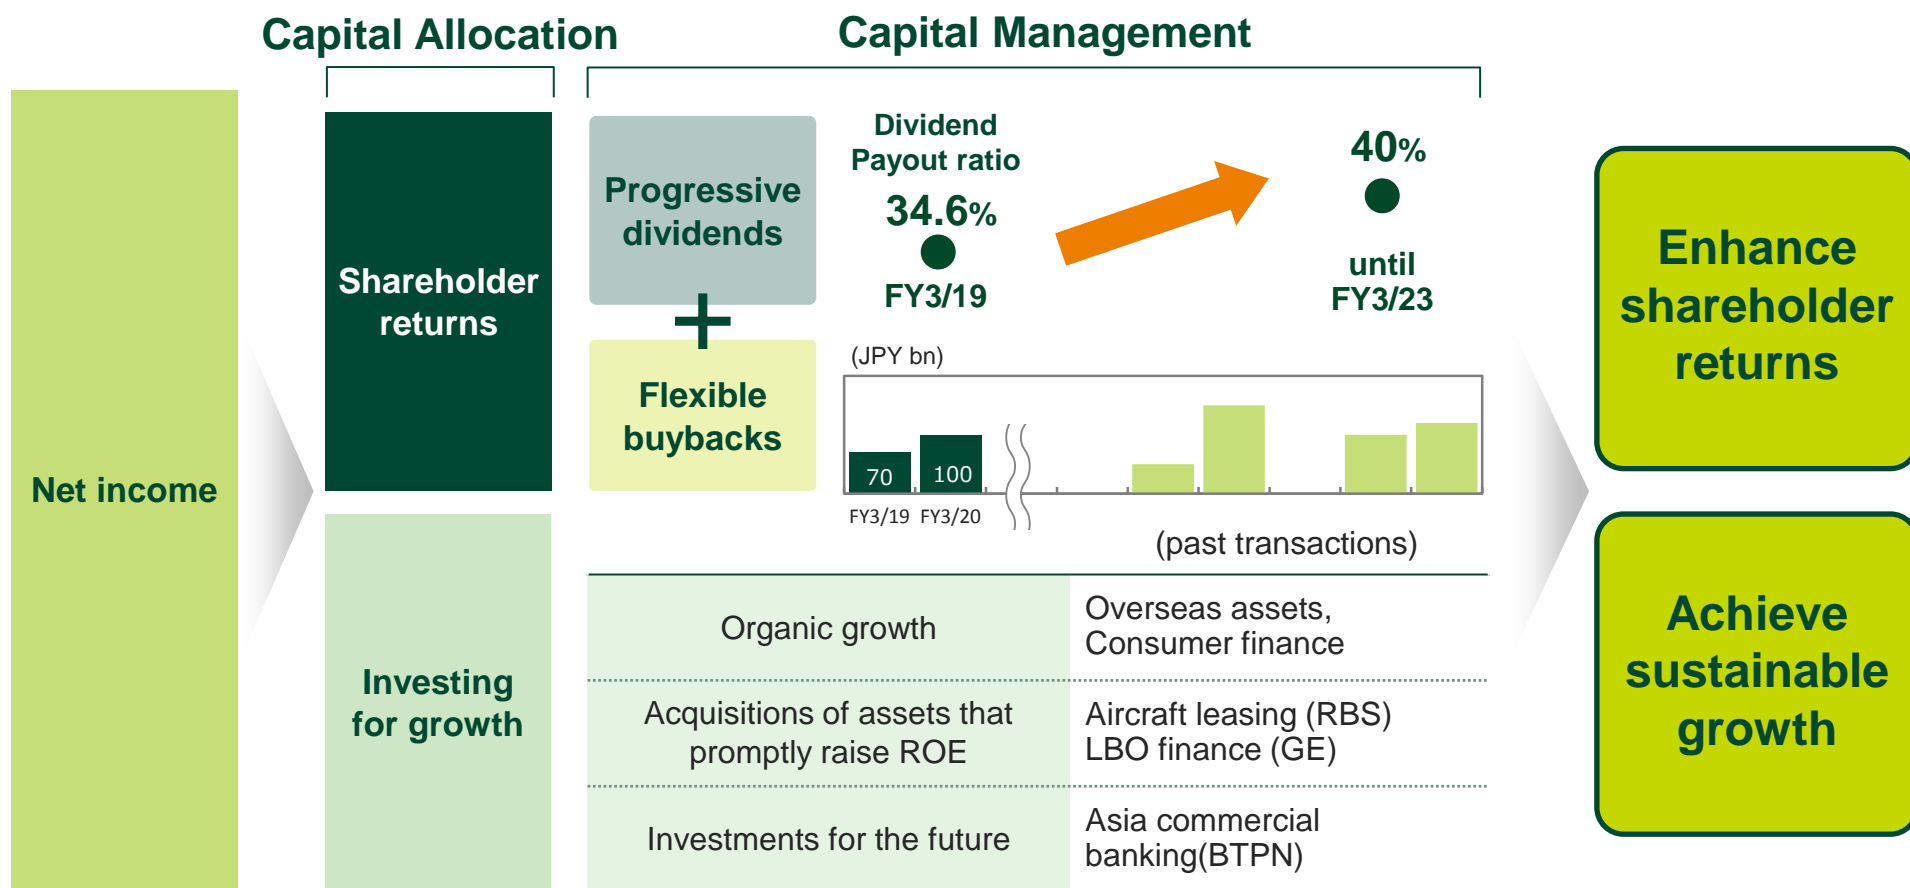 Capital Allocation
Capital Management
Net income
Shareholder
returns
Progressive
dividends
+
Flexible
buybacks
Dividend
Payout ratio
34.6%
FY3/19
40%
until
FY3/23
(JPY bn)
70
100
FY3/19
FY3/20
(past transactions)
Investing
for growth
Organic growth
Overseas assets,
Consumer finance
Acquisitions of assets that
promptly raise ROE
Aircraft leasing (RBS)
LBO finance (GE)
Investments for the future
Asia commercial
banking(BTPN)
Enhance
shareholder
returns
Achieve
sustainable
growth